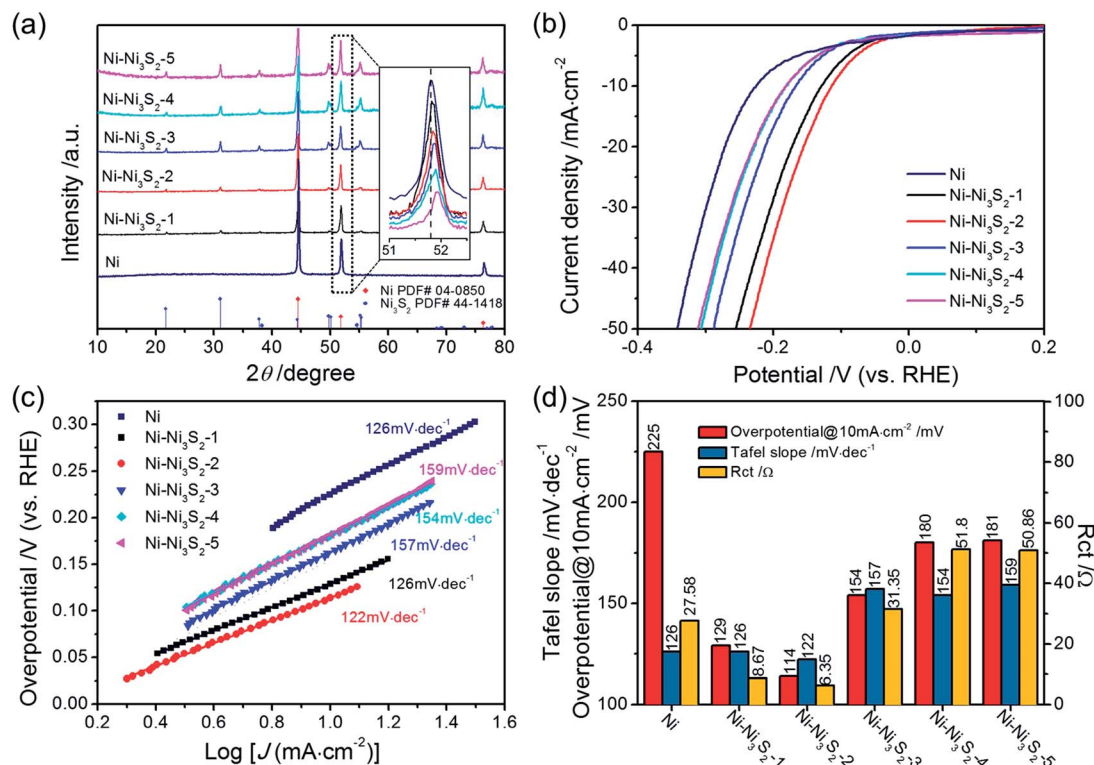 (a)
Ni-Ni3S2-5
Ni-Ni3S2-4
Ni-Ni3S2-3
Ni-Ni3S2-2
Ni-Ni3S2-1
Ni
Intensity /a.u.
51 52
Ni PDF# 04-0850
Ni3S2 PDF# 44-1418
10 20 30 40 50 60 70 80
2θ /degree
(b)
0
-10
-20
-30
-40
-50
Current density /mA·cm-2
Ni
Ni-Ni3S2-1
Ni-Ni3S2-2
Ni-Ni3S2-3
Ni-Ni3S2-4
Ni-Ni3S2-5
-0.4 -0.2 0.0 0.2
Potential /V (vs. RHE)
(c)
0.30
0.25
0.20
0.15
0.10
0.05
0.00
Overpotential /V (vs. RHE)
Ni
Ni-Ni3S2-1
Ni-Ni3S2-2
Ni-Ni3S2-3
Ni-Ni3S2-4
Ni-Ni3S2-5
126mV·dec-1
159mV·dec-1
154mV·dec-1
157mV·dec-1
126mV·dec-1
122mV·dec-1
0.2 0.4 0.6 0.8 1.0 1.2 1.4 1.6
Log [J (mA·cm-2)]
(d)
250
200
150
100
Tafel slope /mV·dec-1
Overpotential@10mA·cm-2 /mV
Overpotential@10mA·cm-2 /mV
Tafel slope /mV·dec-1
Rct /Ω
225 126 27.58
129 126 8.67
114 122 6.35
154 157 31.35
180 154 51.8
181 159 50.86
100
80
60
40
20
0
Rct /Ω
Ni
Ni-Ni3S2-1
Ni-Ni3S2-2
Ni-Ni3S2-3
Ni-Ni3S2-4
Ni-Ni3S2-5